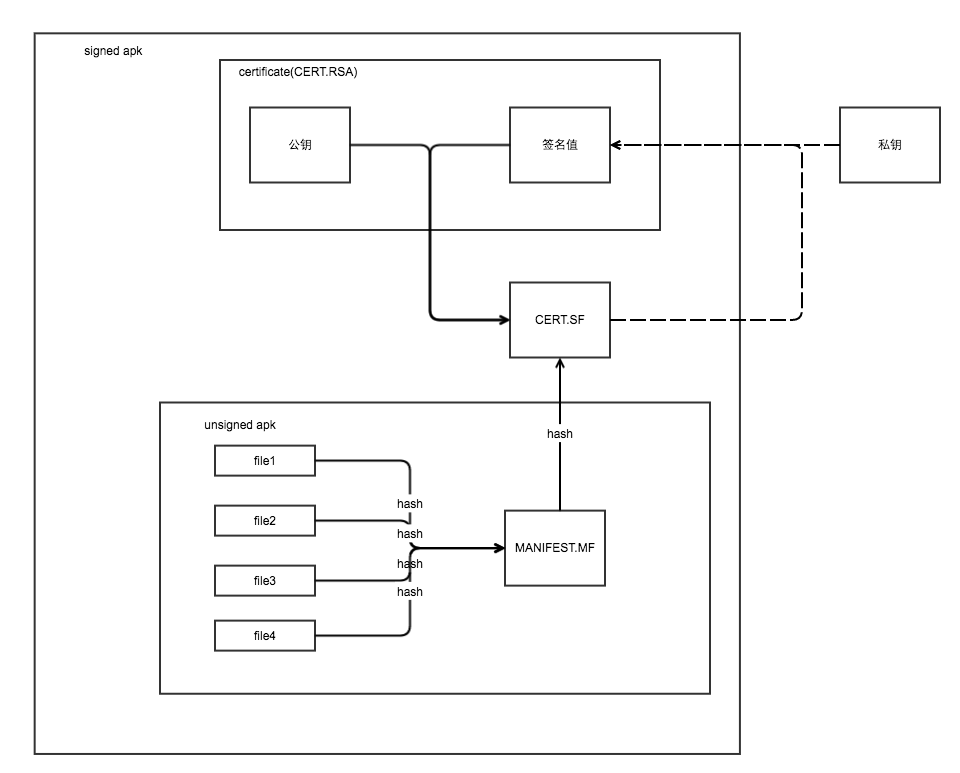 signed apk
certificate(CERT.RSA)
公钥
签名值
私钥
CERT.SF
hash
unsigned apk
file1
hash
file2
hash
MANIFEST.MF
hash
file3
hash
file4